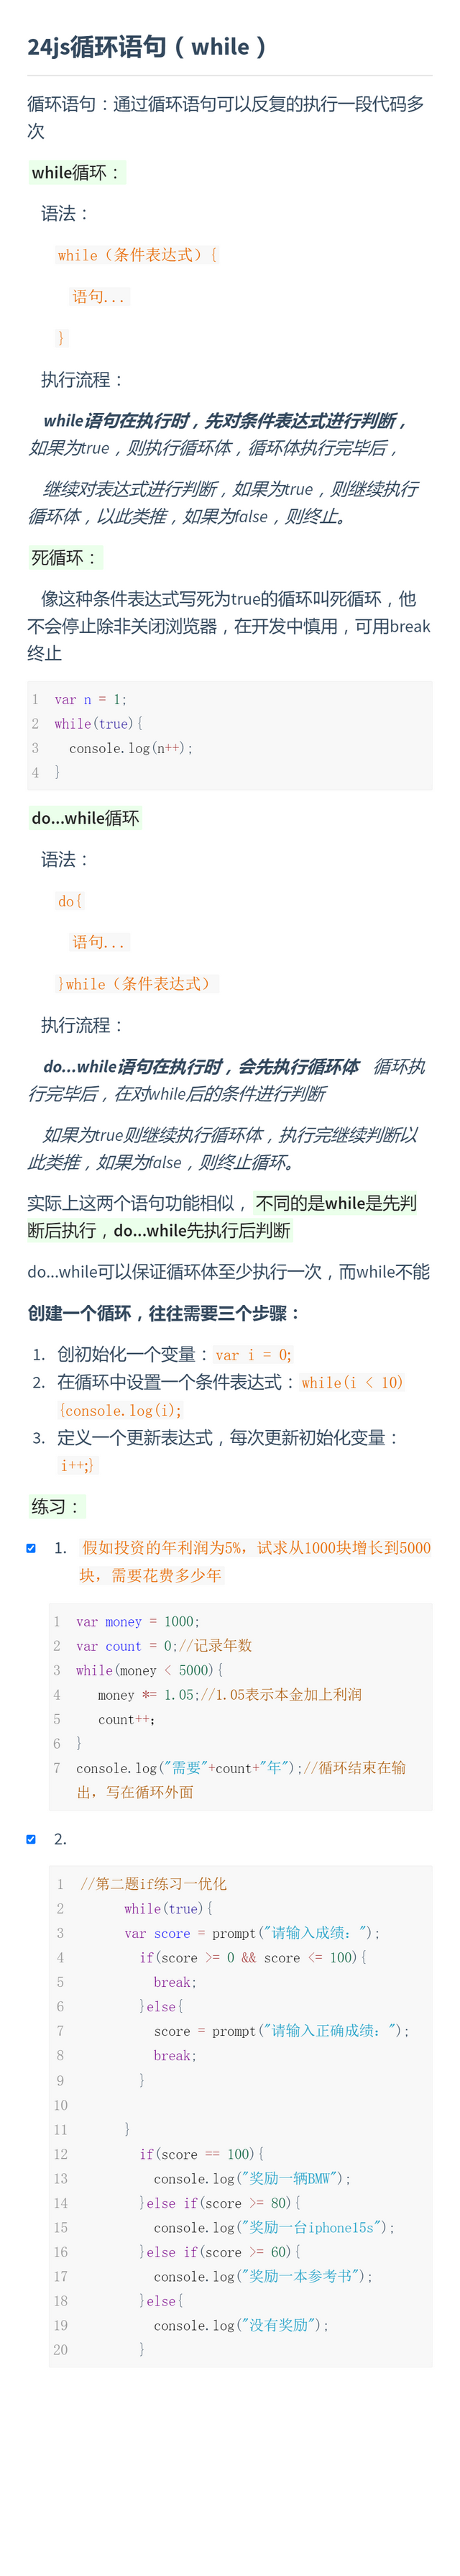 24js循环语句（while）
循环语句：通过循环语句可以反复的执行一段代码多
次
while循环：
语法：
while（条件表达式）{
语句...
}
执行流程：
while语句在执行时，先对条件表达式进行判断，
如果为true，则执行循环体，循环体执行完毕后，
继续对表达式进行判断，如果为true，则继续执行
循环体，以此类推，如果为false，则终止。
死循环：
像这种条件表达式写死为true的循环叫死循环，他
不会停止除非关闭浏览器，在开发中慎用，可用break
终止
1 var n = 1;
2 while(true){
3 console.log(n++);
4 }
do...while循环
语法：
do{
语句...
}while（条件表达式）
执行流程：
do...while语句在执行时，会先执行循环体 循环执
行完毕后，在对while后的条件进行判断
如果为true则继续执行循环体，执行完继续判断以
此类推，如果为false，则终止循环。
实际上这两个语句功能相似，不同的是while是先判
断后执行，do...while先执行后判断
do...while可以保证循环体至少执行一次，而while不能
创建一个循环，往往需要三个步骤：
1. 创初始化一个变量：var i = 0;
2. 在循环中设置一个条件表达式：while(i < 10)
{console.log(i);
3. 定义一个更新表达式，每次更新初始化变量：
i++;}
练习：
1. 假如投资的年利润为5%，试求从1000块增长到5000
块，需要花费多少年
1 var money = 1000;
2 var count = 0;//记录年数
3 while(money < 5000){
4 money *= 1.05;//1.05表示本金加上利润
5 count++;
6 }
7 console.log("需要"+count+"年");//循环结束在输
出，写在循环外面
2.
1 //第二题if练习一优化
2 while(true){
3 var score = prompt("请输入成绩：");
4 if(score >= 0 && score <= 100){
5 break;
6 }else{
7 score = prompt("请输入正确成绩：");
8 break;
9 }
10
11 }
12 if(score == 100){
13 console.log("奖励一辆BMW");
14 }else if(score >= 80){
15 console.log("奖励一台iphone15s");
16 }else if(score >= 60){
17 console.log("奖励一本参考书");
18 }else{
19 console.log("没有奖励");
20 }